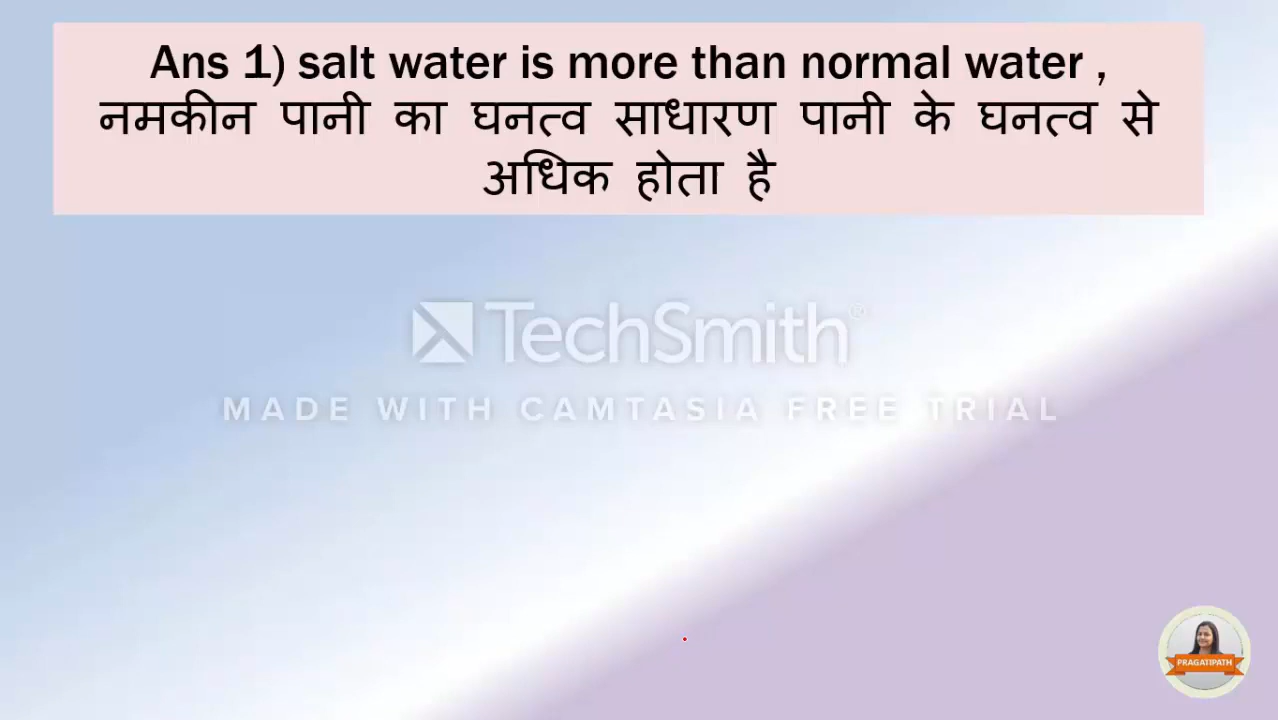 Ans 1) salt water is more than normal water ,
नमकीन पानी का घनत्व साधारण पानी के घनत्व से
अधिक होता है
TechSmith®
MADE WITH CAMTASIA FREE TRIAL
PRAGATIPATH